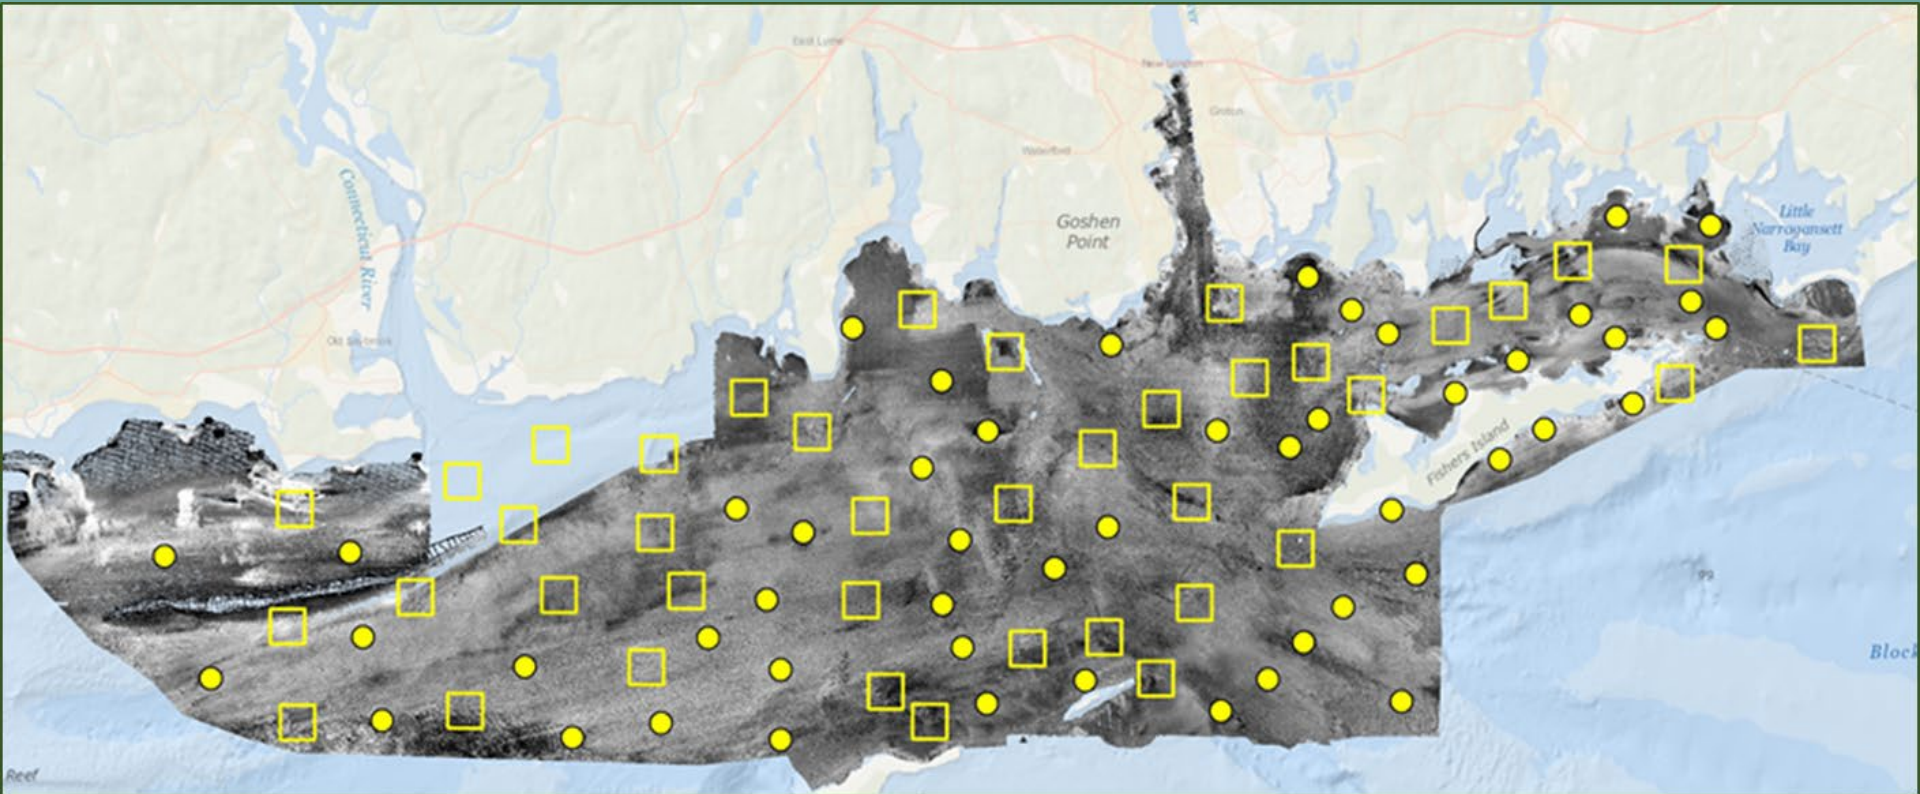 East Lyme
New London
Groton
Waterford
Connecticut River
Goshen
Point
Little
Narragansett
Bay
Old Saybrook
Fishers Island
Block
Reef